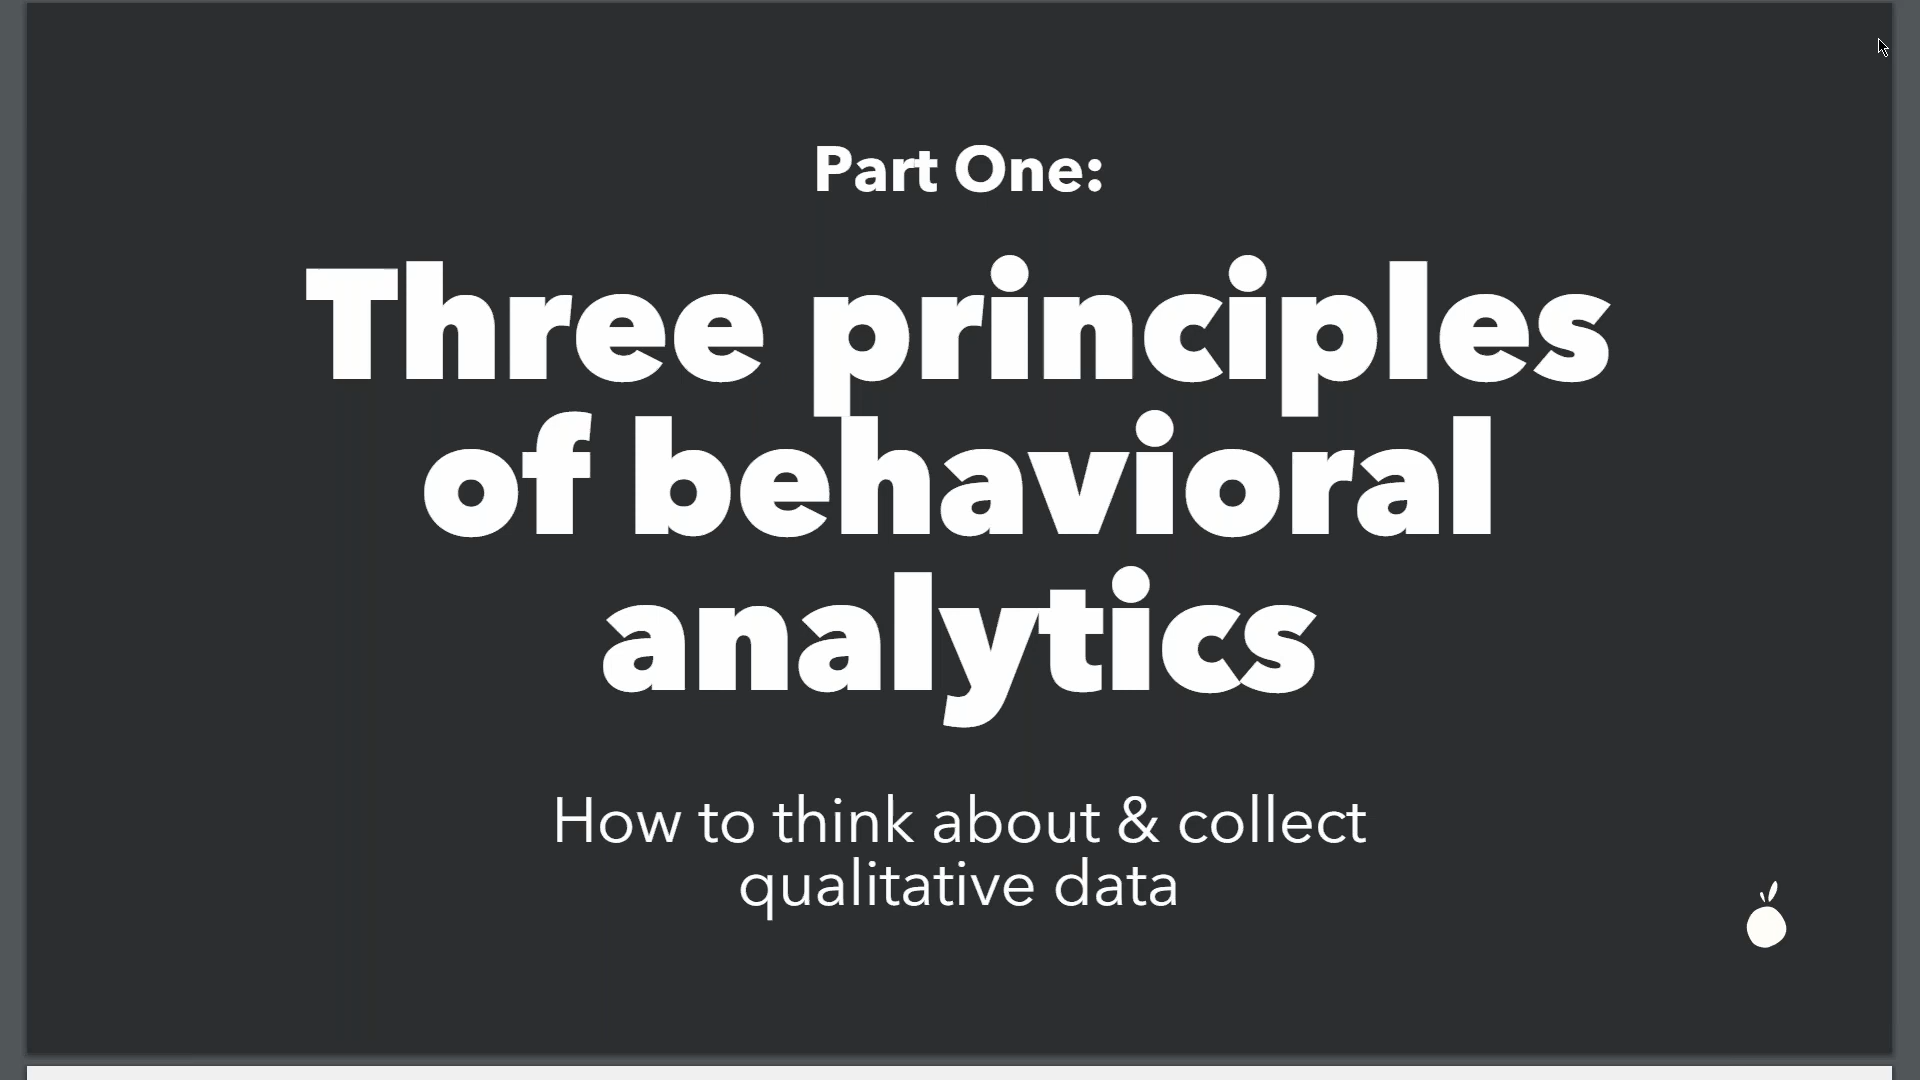 Part One:
Three principles
of behavioral
analytics
How to think about & collect
qualitative data